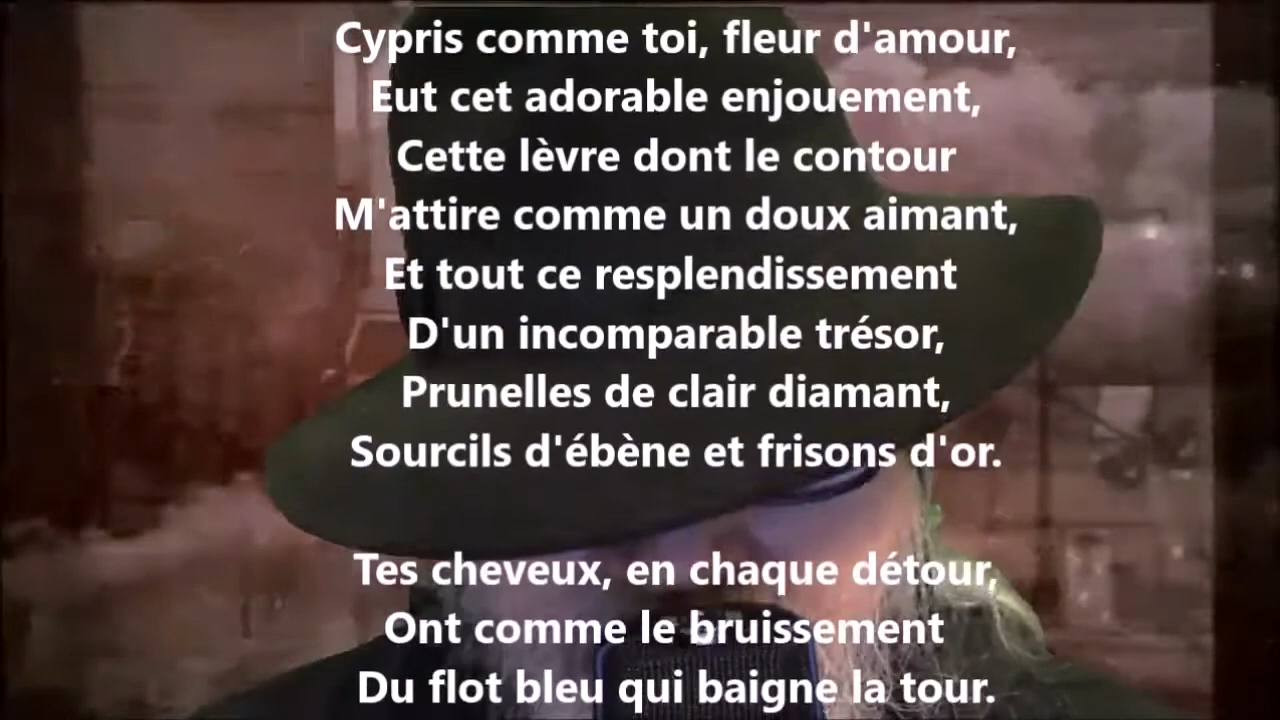 Cypris comme toi, fleur d'amour,
Eut cet adorable enjouement,
Cette lèvre dont le contour
M'attire comme un doux aimant,
Et tout ce resplendissement
D'un incomparable trésor,
Prunelles de clair diamant,
Sourcils d'ébène et frisons d'or.
Tes cheveux, en chaque détour,
Ont comme le bruissement
Du flot bleu qui baigne la tour.